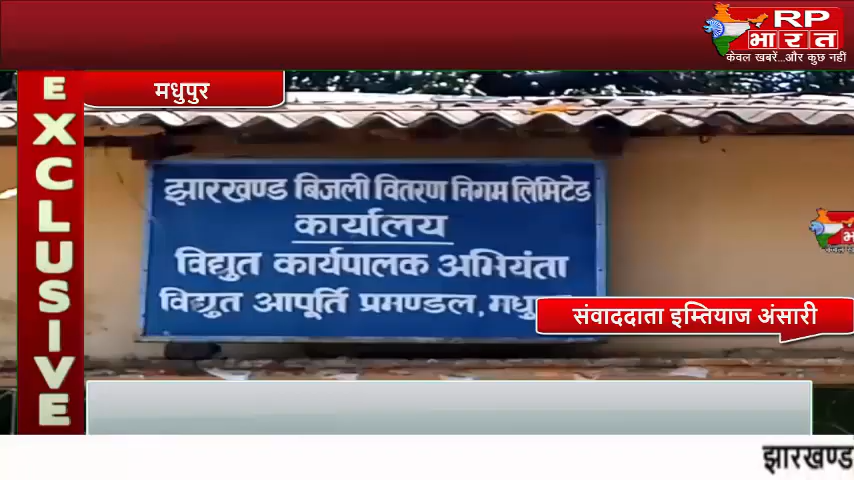 RP
भारत
केवल खबरें...और कुछ नहीं
EXCLUSIVE
मधुपुर
झारखण्ड बिजली वितरण निगम लिमिटेड
कार्यालय
विद्युत कार्यपालक अभियंता
विद्युत आपूर्ति प्रमण्डल,
संवाददाता इम्तियाज अंसारी
झारखण्ड